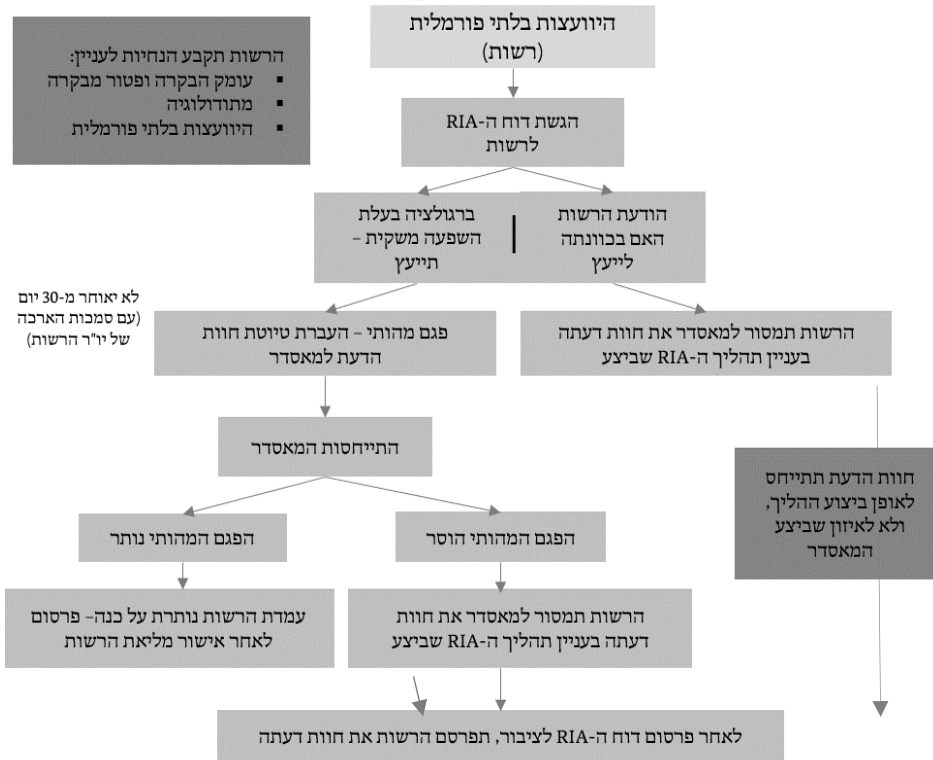 היוועצות בלתי פורמלית
(רשות)
הרשות תקבע הנחיות לעניין:
▪ עומק הבקרה ופטור מבקרה
▪ מתודולוגיה
▪ היוועצות בלתי פורמלית
הגשת דוח ה-RIA
לרשות
הודעת הרשות
האם בכוונתה
לייעץ
ברגולציה בעלת
השפעה משקית –
תייעץ
לא יאוחר מ-30 יום
(עם סמכות הארכה
של יו"ר הרשות)
הרשות תמסור למאסדר את חוות דעתה
בעניין תהליך ה-RIA שביצע
פגם מהותי – העברת טיוטת חוות
הדעת למאסדר
התייחסות המאסדר
חוות הדעת תתייחס
לאופן ביצוע ההליך,
ולא לאיזון שביצע
המאסדר
הפגם המהותי הוסר
הפגם המהותי נותר
הרשות תמסור למאסדר את חוות
דעתה בעניין תהליך ה-RIA שביצע
עמדת הרשות נותרת על כנה– פרסום
לאחר אישור מליאת הרשות
לאחר פרסום דוח ה-RIA לציבור, תפרסם הרשות את חוות דעתה